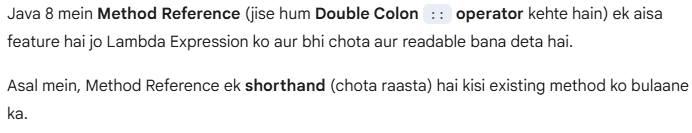 Java 8 mein Method Reference (jise hum Double Colon :: operator kehte hain) ek aisa
feature hai jo Lambda Expression ko aur bhi chota aur readable bana deta hai.
Asal mein, Method Reference ek shorthand (chota raasta) hai kisi existing method ko bulaane
ka.